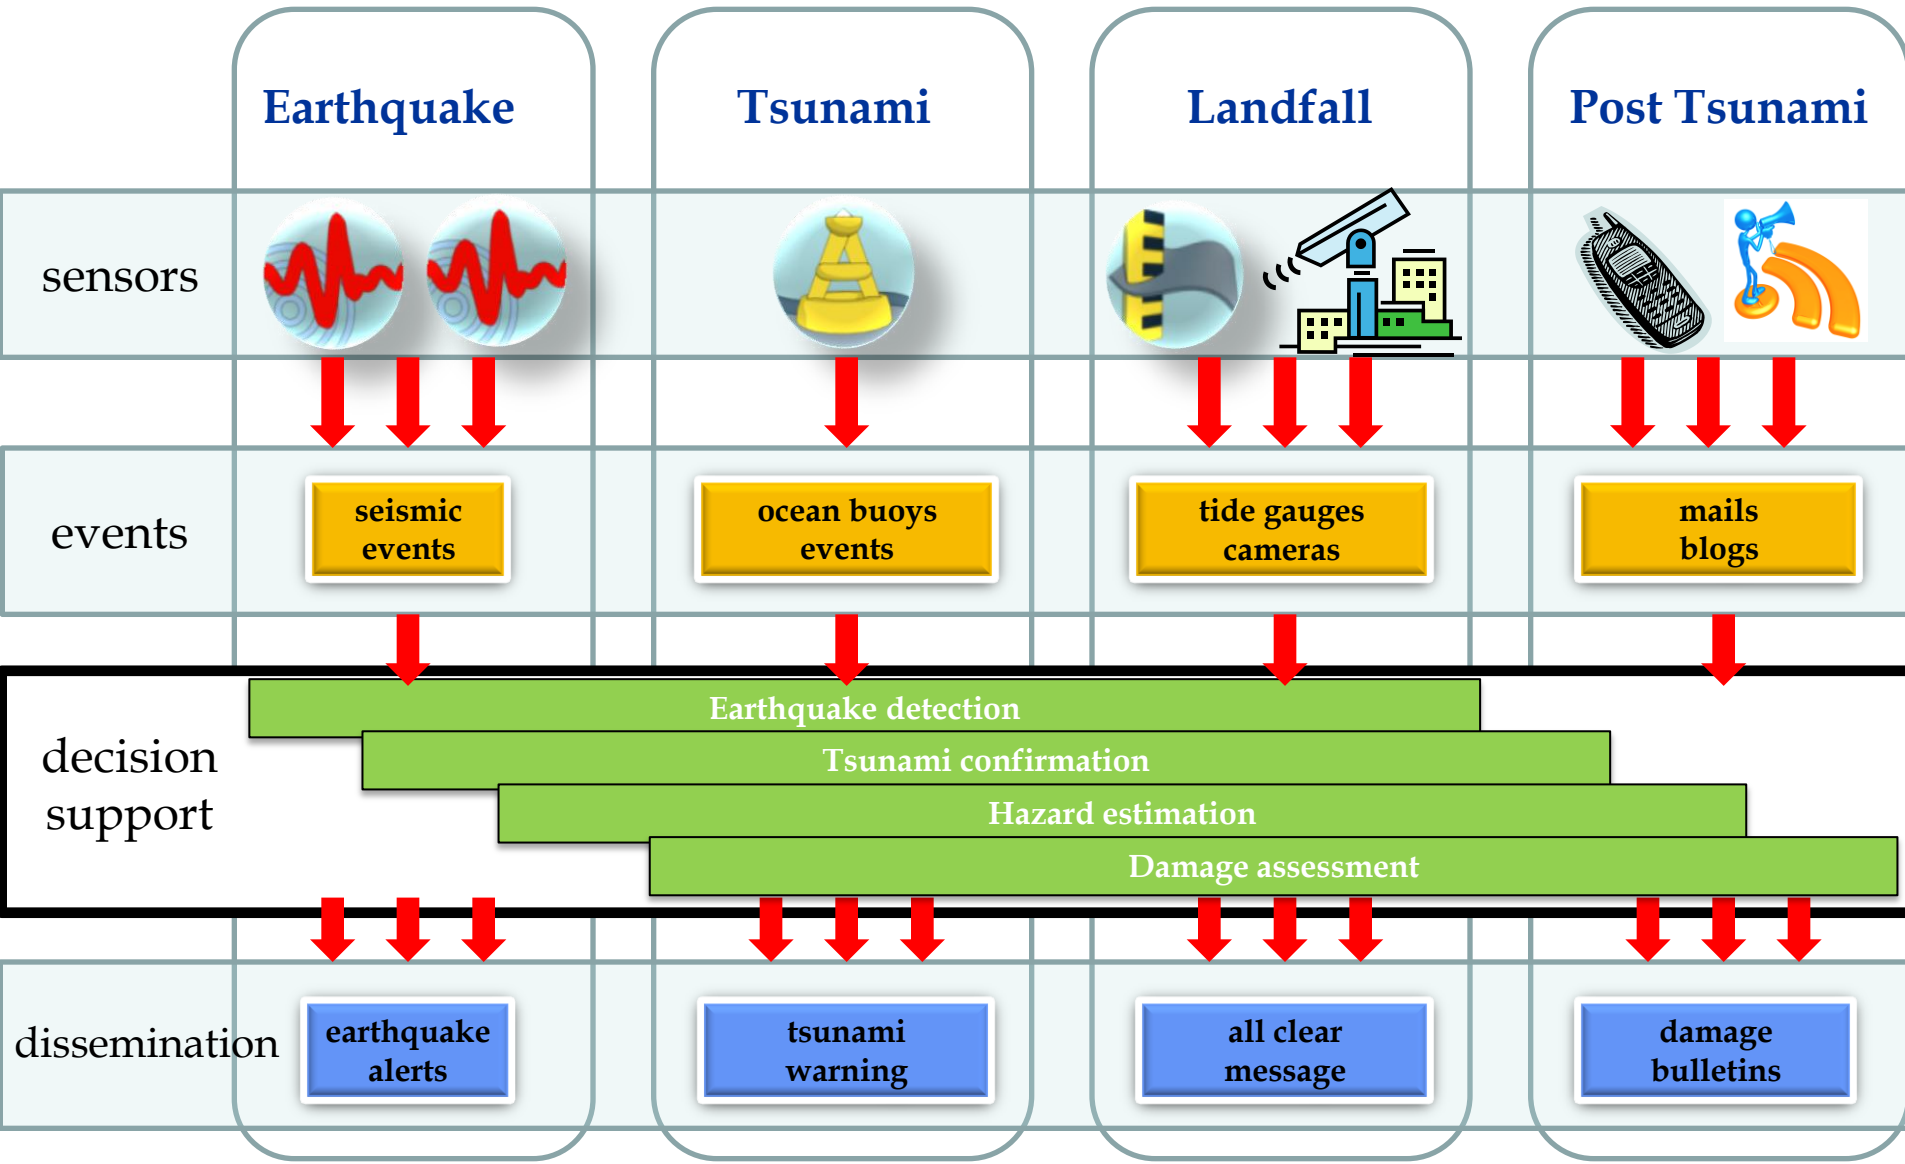 Earthquake
Tsunami
Landfall
Post Tsunami
sensors
events
seismic
events
ocean buoys
events
tide gauges
cameras
mails
blogs
decision
support
Earthquake detection
Tsunami confirmation
Hazard estimation
Damage assessment
dissemination
earthquake
alerts
tsunami
warning
all clear
message
damage
bulletins